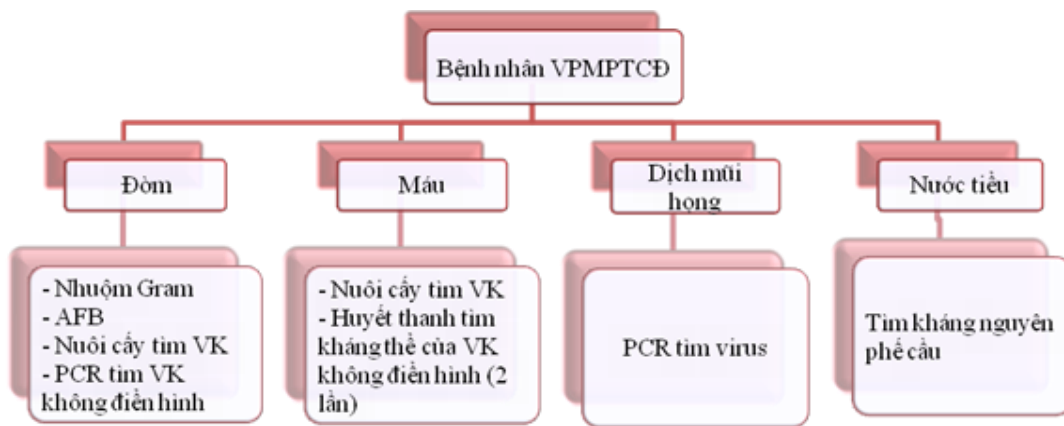 Bệnh nhân VPMPTCĐ
Đờm
Máu
Dịch mũi
họng
Nước tiểu
- Nhuộm Gram
- AFB
- Nuôi cấy tìm VK
- PCR tìm VK
không điển hình
- Nuôi cấy tìm VK
- Huyết thanh tìm
kháng thể của VK
không điển hình (2
lần)
PCR tìm virus
Tìm kháng nguyên
phế cầu